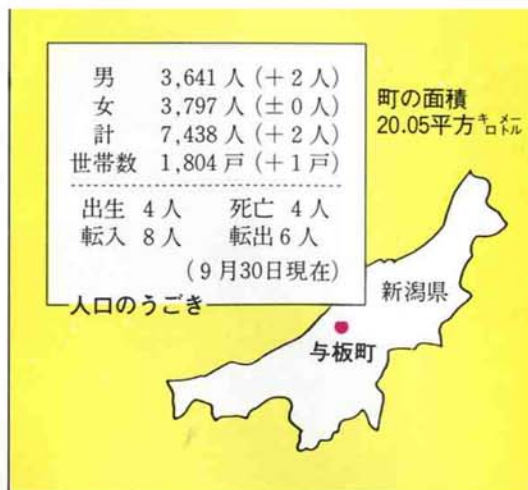 男 3,641人(+2人)
女 3,797人(±0人)
計 7,438人(+2人)
世帯数 1,804戸(+1戸)
出生 4人 死亡 4人
転入 8人 転出 6人
(9月30日現在)
人口のうごき
町の面積
20.05平方キロメートル
新潟県
与板町